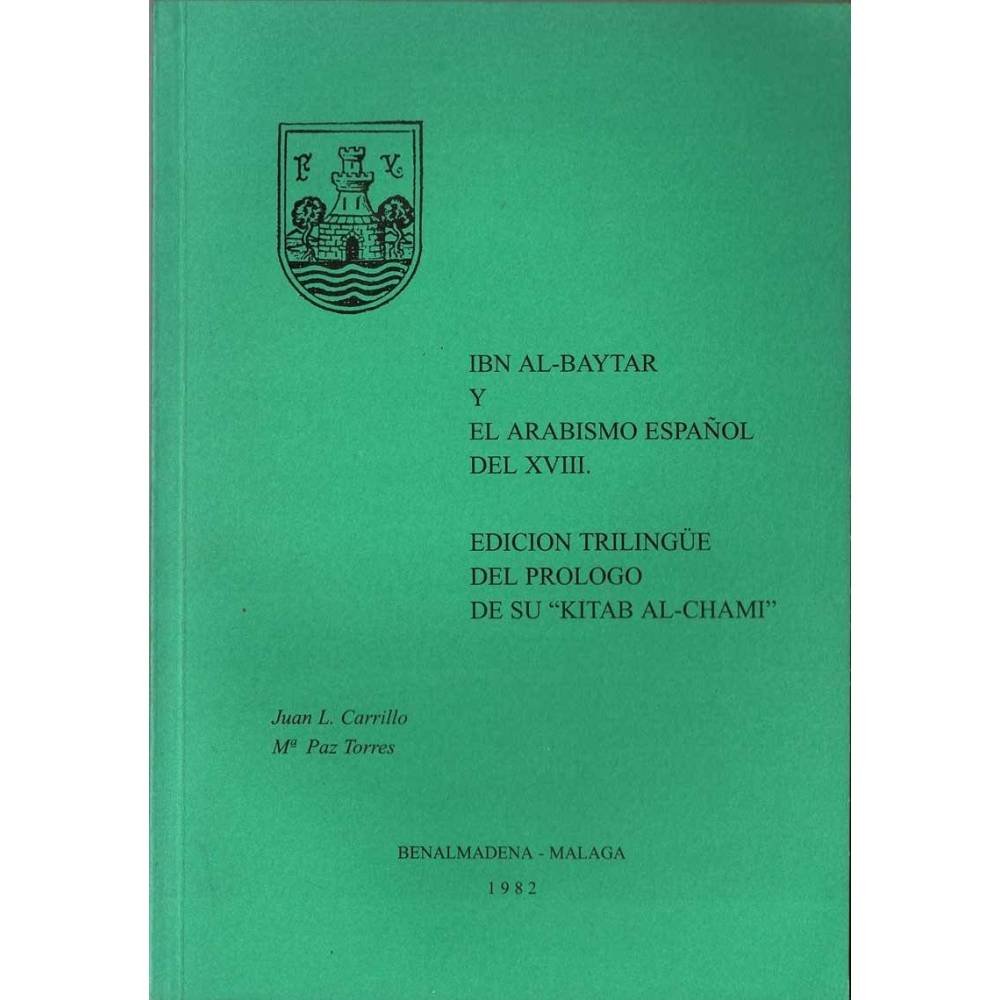 F Y
IBN AL-BAYTAR
Y
EL ARABISMO ESPAÑOL
DEL XVIII.
EDICION TRILINGÜE
DEL PROLOGO
DE SU “KITAB AL-CHAMI”
Juan L. Carrillo
Mª Paz Torres
BENALMADENA - MALAGA
1982